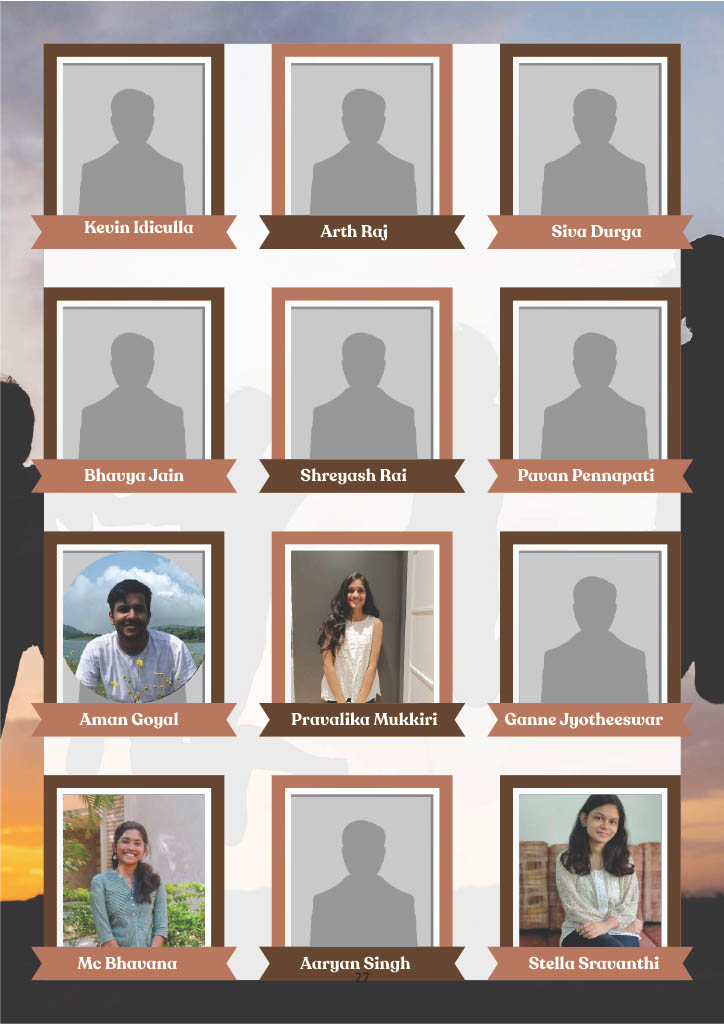 Kevin Idiculla
Arth Raj
Siva Durga
Bhavya Jain
Shreyash Rai
Pavan Pennapati
Aman Goyal
Pravalika Mukkiri
Ganne Jyotheeswar
Mc Bhavana
Aaryan Singh
Stella Sravanthi
27